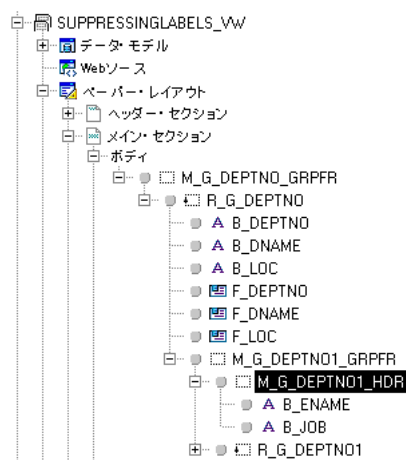 SUPPRESSINGLABELS_VW
データ・モデル
Webソース
ペーパー・レイアウト
ヘッダー・セクション
メイン・セクション
ボディ
M_G_DEPTNO_GRPFR
R_G_DEPTNO
A B_DEPTNO
A B_DNAME
A B_LOC
F_DEPTNO
F_DNAME
F_LOC
M_G_DEPTNO1_GRPFR
M_G_DEPTNO1_HDR
A B_ENAME
A B_JOB
R_G_DEPTNO1